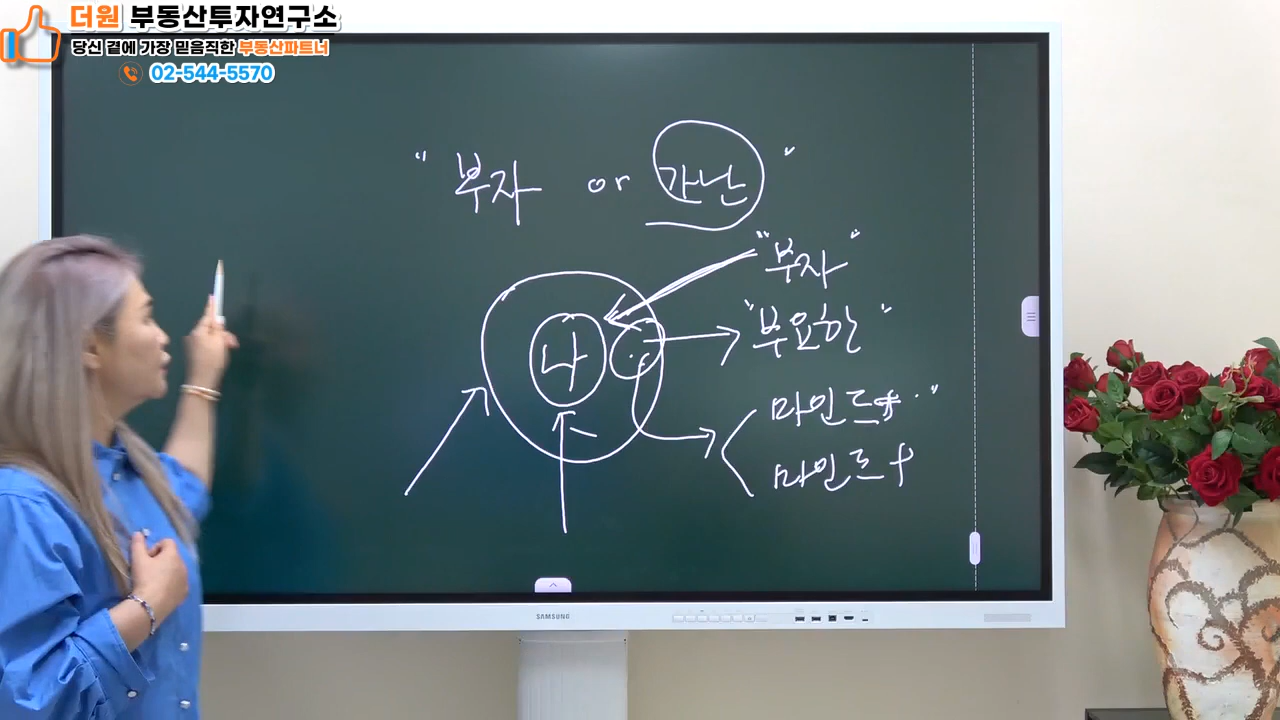 더원 부동산투자연구소
당신 곁에 가장 믿음직한 부동산파트너
02-544-5570
" 부자 or 가난 "
"부자"
나
"부요한"
마인드
마인드
SAMSUNG